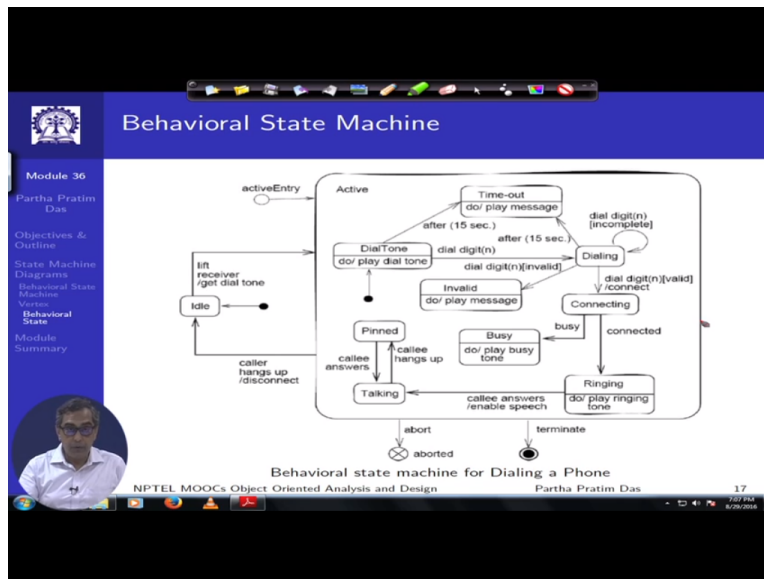 Behavioral State Machine
Module 36
Partha Pratim
Das
Objectives &
Outline
State Machine
Diagrams
Behavioral State
Machine
Vertex
Behavioral
State
Module
Summary
activeEntry
Active
Time-out
do/ play message
after (15 sec.)
after (15 sec.)
dial digit(n)
[incomplete]
DialTone
do/ play dial tone
dial digit(n)
Dialing
dial digit(n)[invalid]
dial digit(n)[valid]
/connect
Invalid
do/ play message
Connecting
lift
receiver
/get dial tone
Idle
Pinned
Busy
do/ play busy
tone
busy
connected
callee
answers
callee
hangs up
Talking
callee answers
/enable speech
Ringing
do/ play ringing
tone
caller
hangs up
/disconnect
abort
aborted
terminate
Behavioral state machine for Dialing a Phone
NPTEL MOOCs Object Oriented Analysis and Design
Partha Pratim Das
17
7:07 PM
8/29/2016